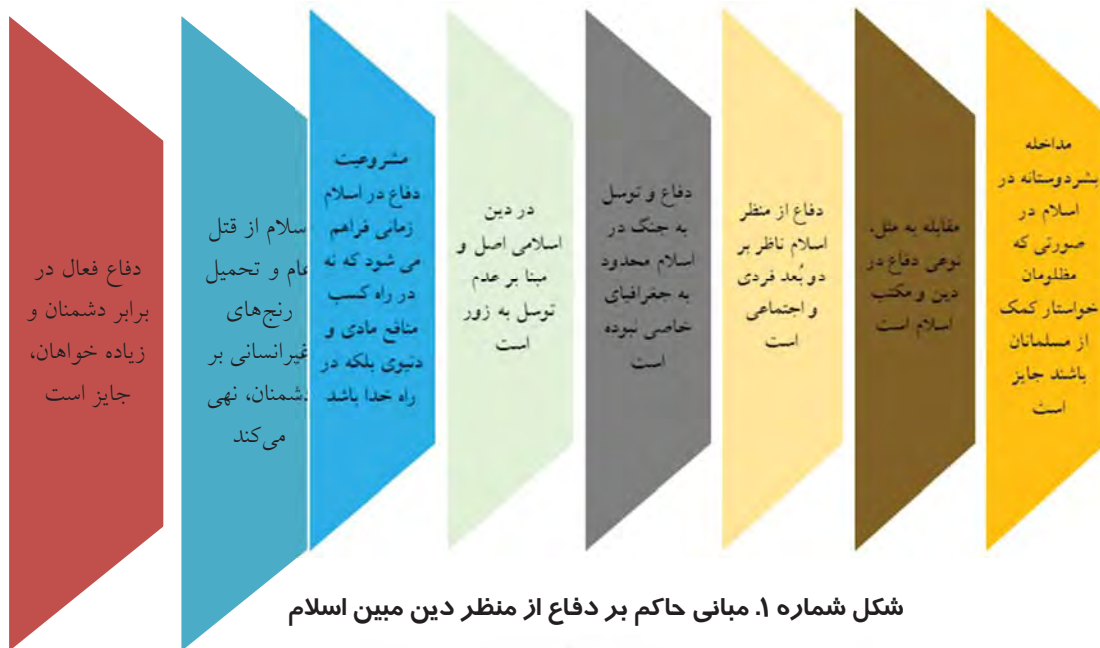 مداخله
بشردوستانه در
اسلام در
صورتی که
مظلومان
خواستار کمک
از مسلمانان
باشند جایز
است
مقابله به مثل،
نوعی دفاع در
دین و مکتب
اسلام است
دفاع از منظر
اسلام ناظر بر
دو بُعد فردی
و اجتماعی
است
دفاع و توسل
به جنگ در
اسلام محدود
به جغرافیای
خاصی نبوده
است
در دین
اسلامی اصل و
مبنا بر عدم
توسل به زور
است
مشروعیت
دفاع در اسلام
زمانی فراهم
می شود که نه
در راه کسب
منافع مادی و
دنیوی بلکه در
راه خدا باشد
سلام از قتل
عام و تحمیل
رنج‌های
غیرانسانی بر
دشمنان، نهی
می‌کند
دفاع فعال در
برابر دشمنان و
زیاده خواهان،
جایز است
شکل شماره ۱. مبانی حاکم بر دفاع از منظر دین مبین اسلام